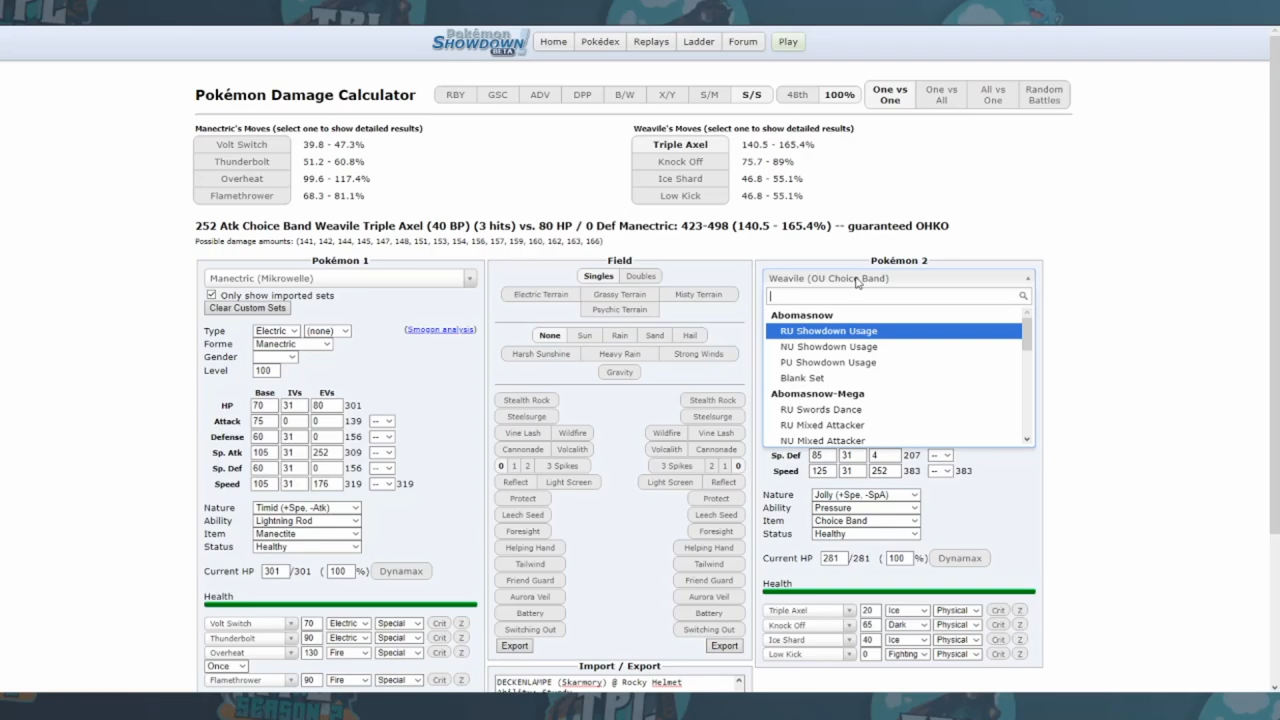 Pokémon
SHOWDOWN!
BETA
Home Pokédex Replays Ladder Forum Play
Pokémon Damage Calculator
RBY GSC ADV DPP B/W X/Y S/M S/S 48th 100%
One vs One
One vs All
All vs One
Random Battles
Manectric's Moves (select one to show detailed results)
Volt Switch 39.8 - 47.3%
Thunderbolt 51.2 - 60.8%
Overheat 99.6 - 117.4%
Flamethrower 68.3 - 81.1%
Weavile's Moves (select one to show detailed results)
Triple Axel 140.5 - 165.4%
Knock Off 75.7 - 89%
Ice Shard 46.8 - 55.1%
Low Kick 46.8 - 55.1%
252 Atk Choice Band Weavile Triple Axel (40 BP) (3 hits) vs. 80 HP / 0 Def Manectric: 423-498 (140.5 - 165.4%) -- guaranteed OHKO
Possible damage amounts: (141, 142, 144, 145, 147, 148, 151, 153, 154, 156, 157, 159, 160, 162, 163, 166)
Pokémon 1
Manectric (Mikrowelle)
Only show imported sets
Clear Custom Sets
Type Electric (none) (Smogon analysis)
Forme Manectric
Gender
Level 100
Base IVs EVs
HP 70 31 80 301
Attack 75 0 0 139 --
Defense 60 31 0 156 --
Sp. Atk 105 31 252 309 --
Sp. Def 60 31 0 156 --
Speed 105 31 176 319 -- 319
Nature Timid (+Spe, -Atk)
Ability Lightning Rod
Item Manectite
Status Healthy
Current HP 301 /301 ( 100 %) Dynamax
Health
Volt Switch 70 Electric Special Crit Z
Thunderbolt 90 Electric Special Crit Z
Overheat 130 Fire Special Crit Z
Once
Flamethrower 90 Fire Special Crit Z
Field
Singles Doubles
Electric Terrain Grassy Terrain Misty Terrain
Psychic Terrain
None Sun Rain Sand Hail
Harsh Sunshine Heavy Rain Strong Winds
Gravity
Stealth Rock Stealth Rock
Steelsurge Steelsurge
Vine Lash Wildfire Wildfire Vine Lash
Cannonade Volcalith Volcalith Cannonade
0 1 2 3 Spikes 3 Spikes 2 1 0
Reflect Light Screen Light Screen Reflect
Protect Protect
Leech Seed Leech Seed
Foresight Foresight
Helping Hand Helping Hand
Tailwind Tailwind
Friend Guard Friend Guard
Aurora Veil Aurora Veil
Battery Battery
Switching Out Switching Out
Export Export
Import / Export
DECKENLAMPE (Skarmory) @ Rocky Helmet
Ability: Sturdy
Pokémon 2
Weavile (OU Choice Band)
Abomasnow
RU Showdown Usage
NU Showdown Usage
PU Showdown Usage
Blank Set
Abomasnow-Mega
RU Swords Dance
RU Mixed Attacker
NU Mixed Attacker
Sp. Def 85 31 4 207 --
Speed 125 31 252 383 -- 383
Nature Jolly (+Spe, -SpA)
Ability Pressure
Item Choice Band
Status Healthy
Current HP 281 /281 ( 100 %) Dynamax
Health
Triple Axel 20 Ice Physical Crit Z
Knock Off 65 Dark Physical Crit Z
Ice Shard 40 Ice Physical Crit Z
Low Kick 0 Fighting Physical Crit Z
SEASON
TPL